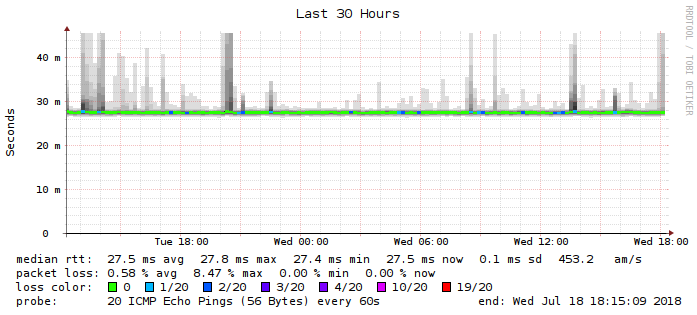 Last 30 Hours
RRDTOOL / TOBI OETIKER
Seconds
40 m
30 m
20 m
10 m
0
Tue 18:00 Wed 00:00 Wed 06:00 Wed 12:00 Wed 18:00
median rtt: 27.5 ms avg 27.8 ms max 27.4 ms min 27.5 ms now 0.1 ms sd 453.2 am/s
packet loss: 0.58 % avg 8.47 % max 0.00 % min 0.00 % now
loss color: 0 1/20 2/20 3/20 4/20 10/20 19/20
probe: 20 ICMP Echo Pings (56 Bytes) every 60s end: Wed Jul 18 18:15:09 2018